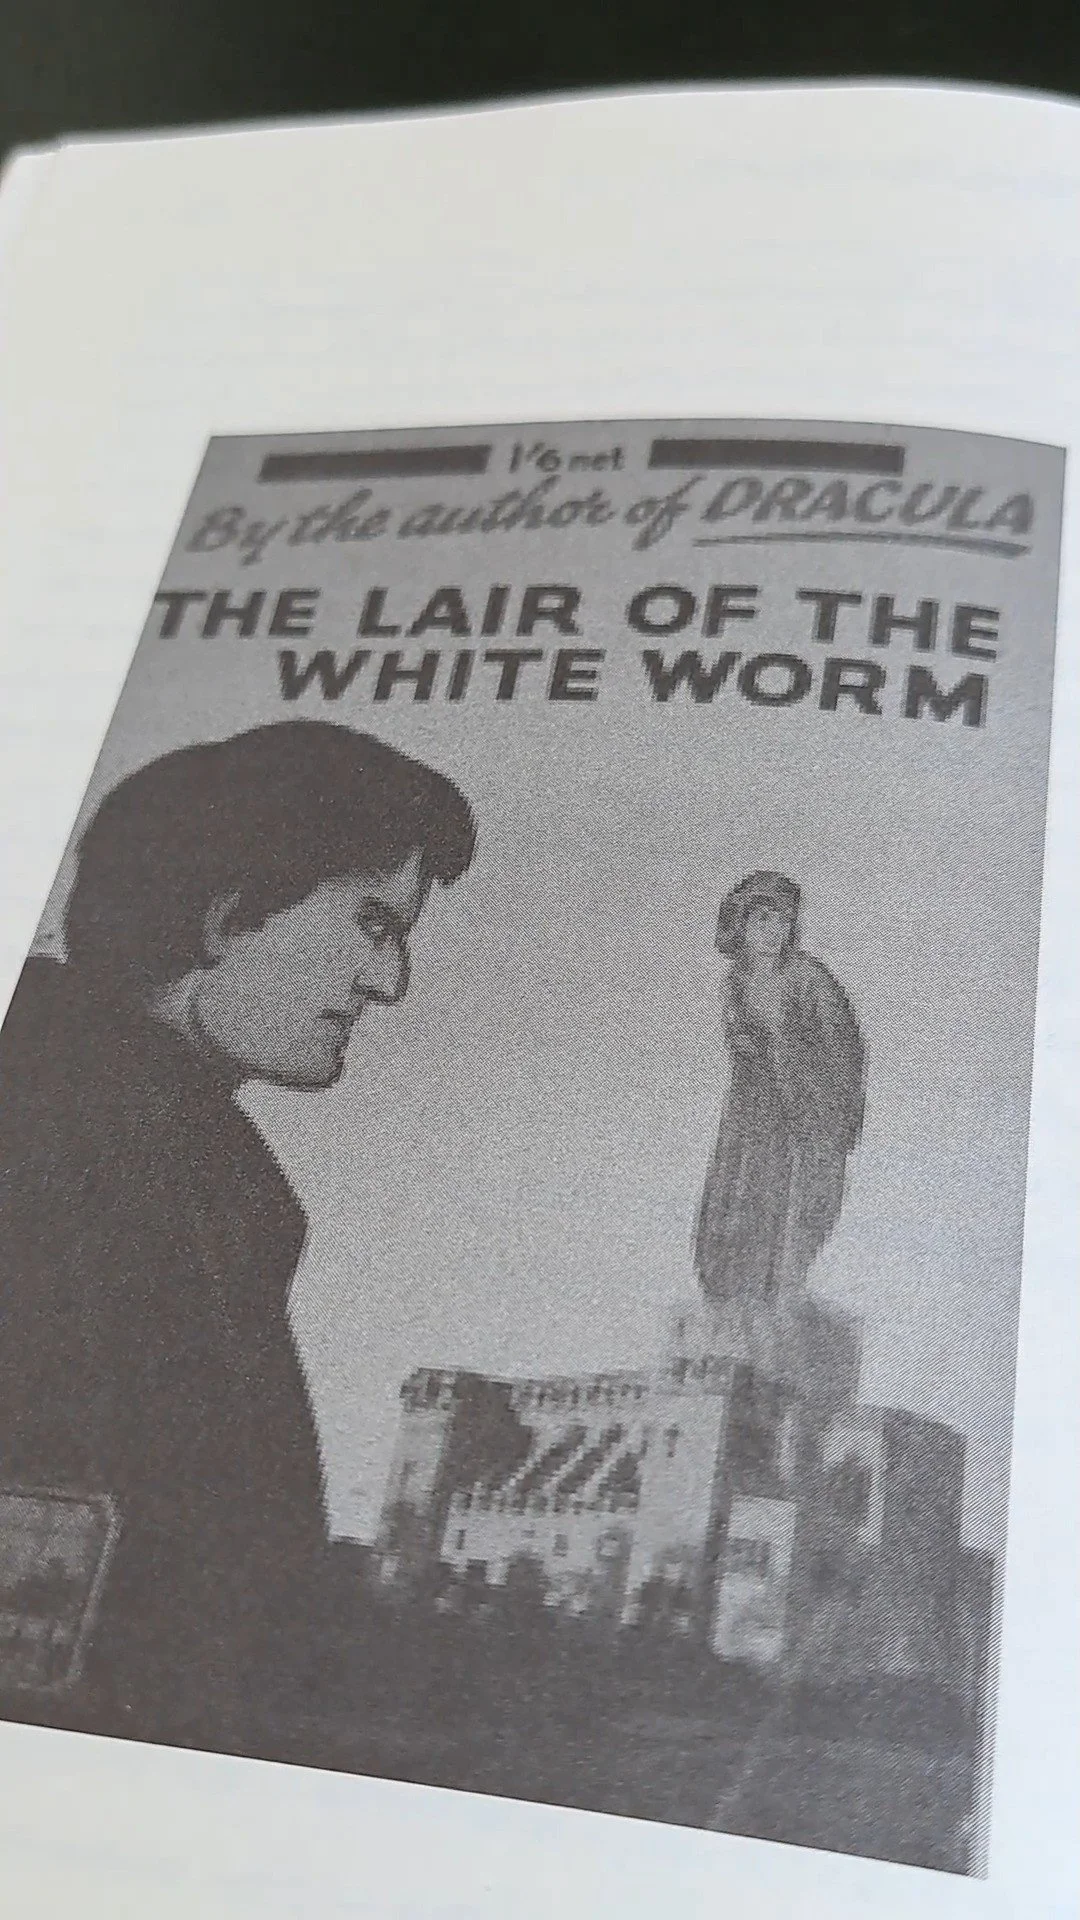 1/6 net
By the author of DRACULA
THE LAIR OF THE
WHITE WORM